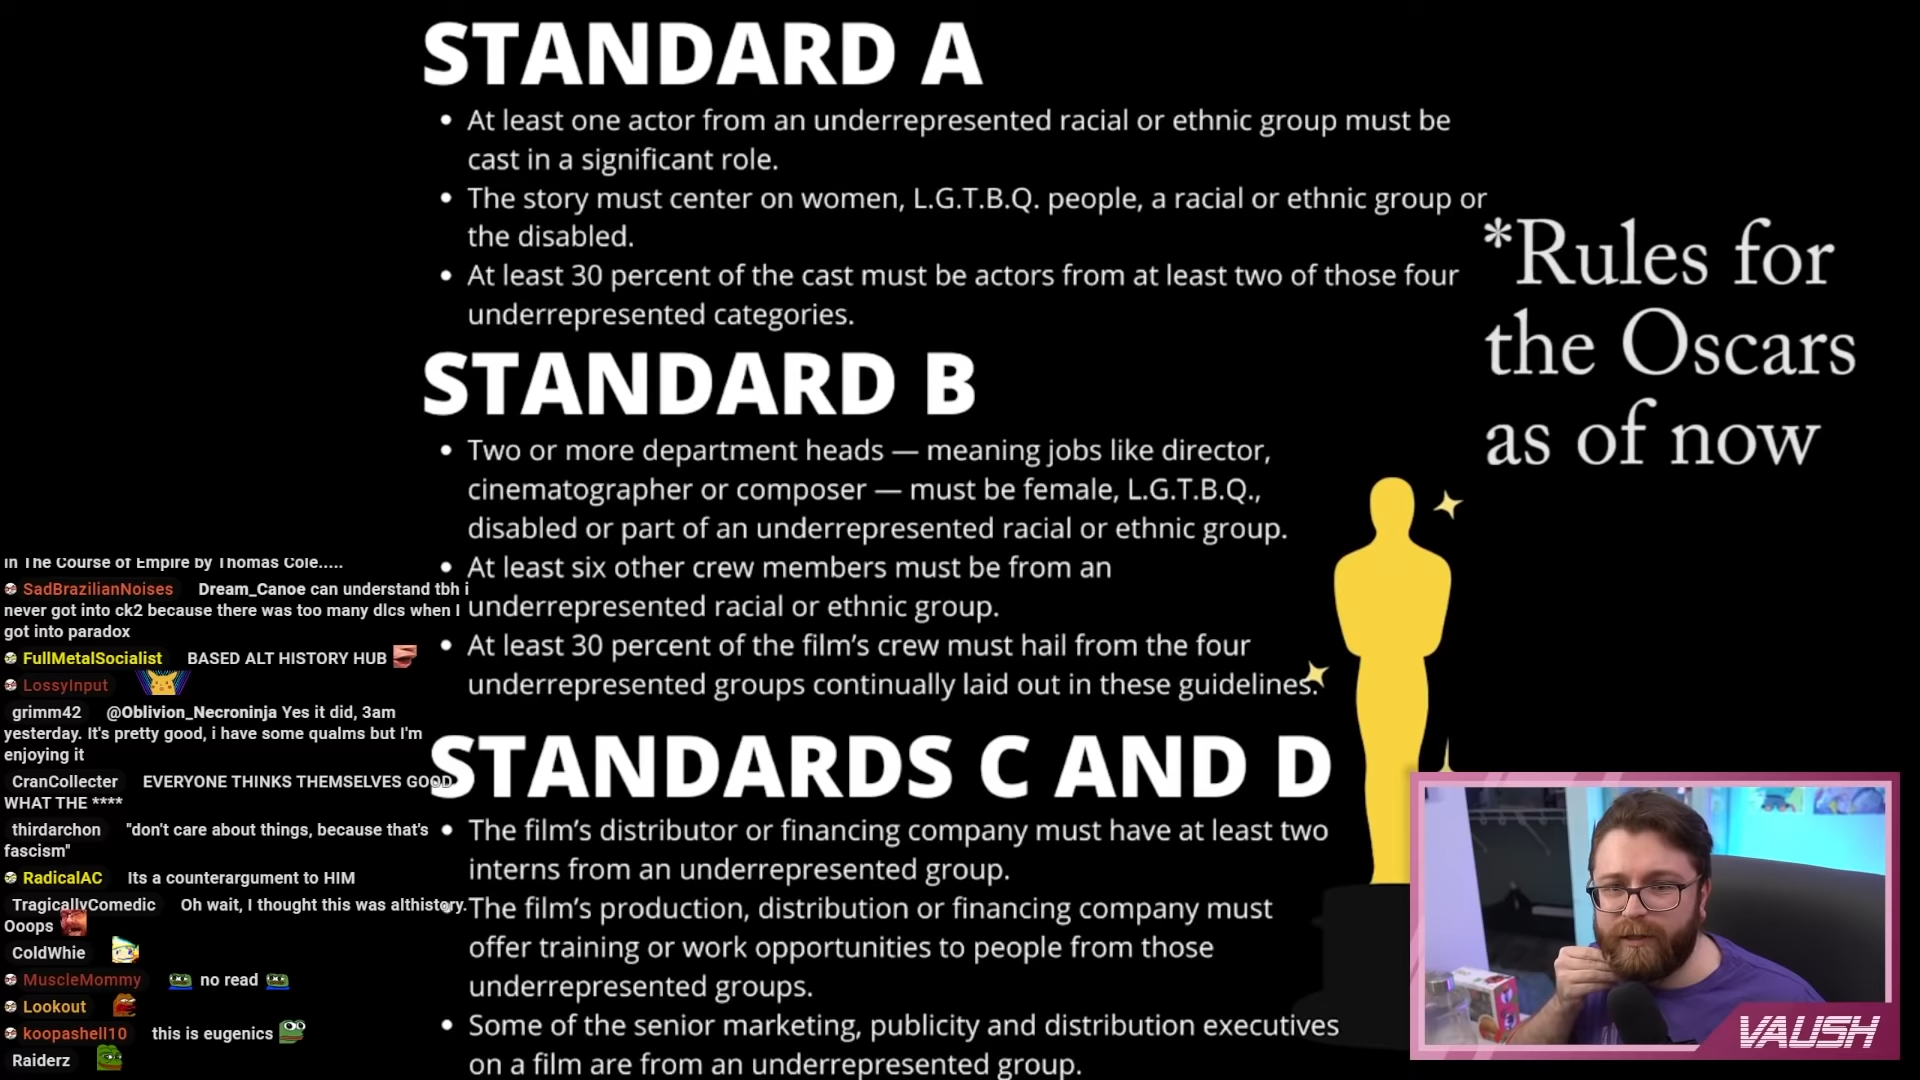 STANDARD A
• At least one actor from an underrepresented racial or ethnic group must be
cast in a significant role.
• The story must center on women, L.G.T.B.Q. people, a racial or ethnic group or
the disabled.
• At least 30 percent of the cast must be actors from at least two of those four
underrepresented categories.
*Rules for
the Oscars
as of now
STANDARD B
• Two or more department heads — meaning jobs like director,
cinematographer or composer — must be female, L.G.T.B.Q.,
disabled or part of an underrepresented racial or ethnic group.
• At least six other crew members must be from an
underrepresented racial or ethnic group.
• At least 30 percent of the film’s crew must hail from the four
underrepresented groups continually laid out in these guidelines.
STANDARDS C AND D
• The film’s distributor or financing company must have at least two
interns from an underrepresented group.
• The film’s production, distribution or financing company must
offer training or work opportunities to people from those
underrepresented groups.
• Some of the senior marketing, publicity and distribution executives
on a film are from an underrepresented group.
in The Course of Empire by Thomas Cole.....
SadBrazilianNoises Dream_Canoe can understand tbh i
never got into ck2 because there was too many dlcs when I
got into paradox
FullMetalSocialist BASED ALT HISTORY HUB
LossyInput
grimm42 @Oblivion_Necroninja Yes it did, 3am
yesterday. It's pretty good, i have some qualms but I'm
enjoying it
CranCollecter EVERYONE THINKS THEMSELVES GOOD
WHAT THE ****
thirdarchon "don't care about things, because that's
fascism"
RadicalAC Its a counterargument to HIM
TragicallyComedic Oh wait, I thought this was althistory.
Ooops
ColdWhie
MuscleMommy no read
Lookout
koopashell10 this is eugenics
Raiderz
VAUSH